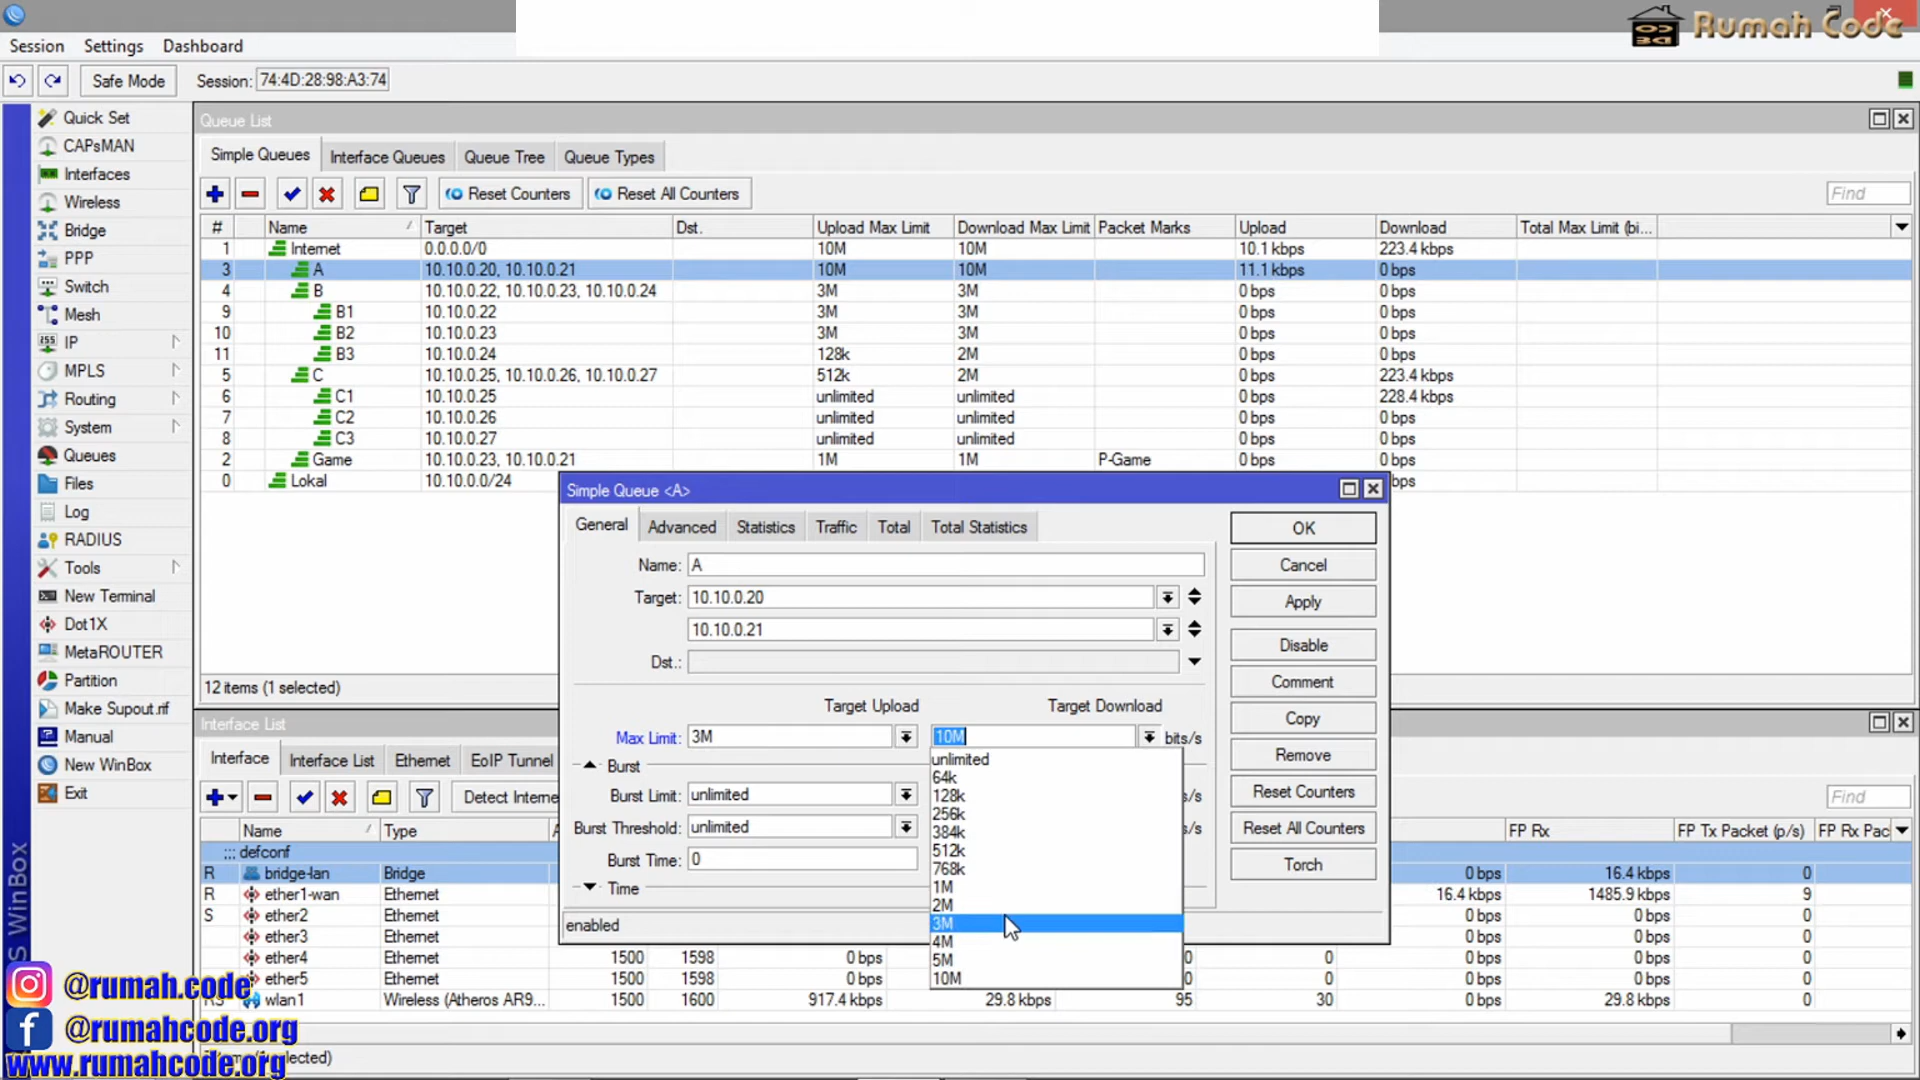 Rumah Code
Session Settings Dashboard
Safe Mode Session: 74:4D:28:98:A3:74
Quick Set
CAPsMAN
Interfaces
Wireless
Bridge
PPP
Switch
Mesh
IP
MPLS
Routing
System
Queues
Files
Log
RADIUS
Tools
New Terminal
Dot1X
MetaROUTER
Partition
Make Supout.rif
Manual
New WinBox
Exit
S WinBox
Queue List
Simple Queues Interface Queues Queue Tree Queue Types
Reset Counters Reset All Counters Find
# Name Target Dst. Upload Max Limit Download Max Limit Packet Marks Upload Download Total Max Limit (bi...
1 Internet 0.0.0.0/0 10M 10M 10.1 kbps 223.4 kbps
3 A 10.10.0.20, 10.10.0.21 10M 10M 11.1 kbps 0 bps
4 B 10.10.0.22, 10.10.0.23, 10.10.0.24 3M 3M 0 bps 0 bps
9 B1 10.10.0.22 3M 3M 0 bps 0 bps
10 B2 10.10.0.23 3M 3M 0 bps 0 bps
11 B3 10.10.0.24 128k 2M 0 bps 0 bps
5 C 10.10.0.25, 10.10.0.26, 10.10.0.27 512k 2M 0 bps 223.4 kbps
6 C1 10.10.0.25 unlimited unlimited 0 bps 228.4 kbps
7 C2 10.10.0.26 unlimited unlimited 0 bps 0 bps
8 C3 10.10.0.27 unlimited unlimited 0 bps 0 bps
2 Game 10.10.0.23, 10.10.0.21 1M 1M P-Game 0 bps 0 bps
0 Lokal 10.10.0.0/24 bps
12 items (1 selected)
Simple Queue <A>
General Advanced Statistics Traffic Total Total Statistics
Name: A
Target: 10.10.0.20
10.10.0.21
Dst.:
Target Upload Target Download
Max Limit: 3M 10M bits/s
Burst
Burst Limit: unlimited s/s
Burst Threshold: unlimited s/s
Burst Time: 0
Time
enabled
unlimited
64k
128k
256k
384k
512k
768k
1M
2M
3M
4M
5M
10M
OK
Cancel
Apply
Disable
Comment
Copy
Remove
Reset Counters
Reset All Counters
Torch
Interface List
Interface Interface List Ethernet EoIP Tunnel
Detect Interne Find
Name Type A FP Rx FP Tx Packet (p/s) FP Rx Pac
::: defconf
R bridge-lan Bridge 0 bps 16.4 kbps 0
R ether1-wan Ethernet 16.4 kbps 1485.9 kbps 9
S ether2 Ethernet 0 bps 0 bps 0
ether3 Ethernet 0 bps 0 bps 0
ether4 Ethernet 1500 1598 0 bps 0 0 0 bps 0 bps 0
ether5 Ethernet 1500 1598 0 bps 0 0 0 bps 0 bps 0
RS wlan1 Wireless (Atheros AR9... 1500 1600 917.4 kbps 29.8 kbps 95 30 0 bps 29.8 kbps 0
@rumah.code
@rumahcode.org
www.rumahcode.org
lected)